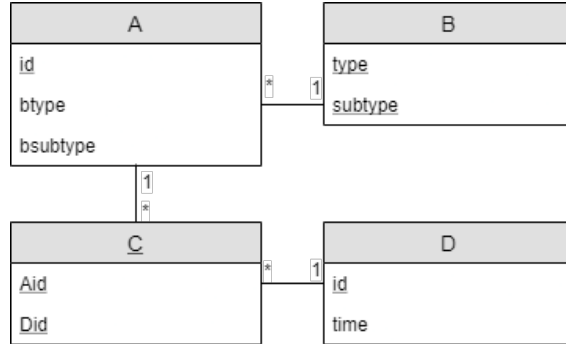 A
id
btype
bsubtype
B
type
subtype
*
1
1
*
C
Aid
Did
*
1
D
id
time